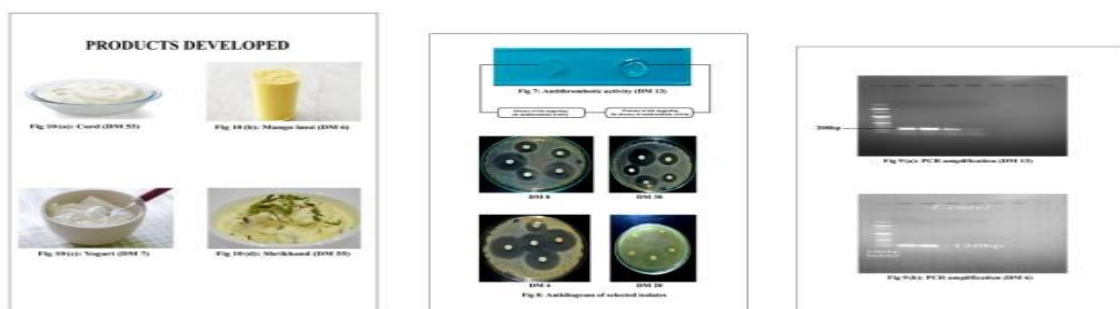 PRODUCTS DEVELOPED
Fig 10(a): Curd (DM 55)
Fig 10(b): Mango lassi (DM 6)
Fig 10(c): Yogurt (DM 7)
Fig 10(d): Shrikhand (DM 55)
Fig 7: Antithrombotic activity (DM 13)
DM 8
DM 30
DM 4
DM 20
Fig 8: Antibiogram of selected isolates
200bp
Fig 9(a): PCR amplification (DM 13)
Fig 9(b): PCR amplification (DM 6)